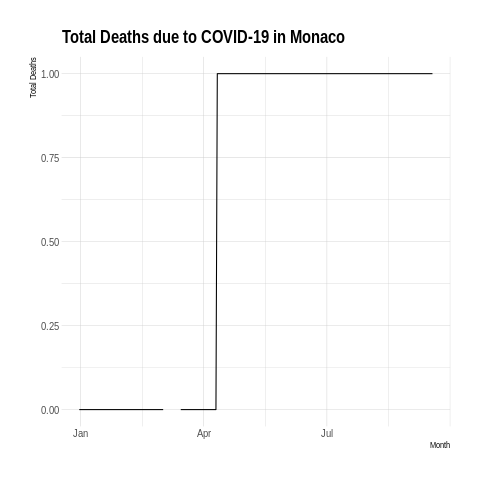 Total Deaths due to COVID-19 in Monaco
Total Deaths
1.00
0.75
0.50
0.25
0.00
Jan Apr Jul
Month